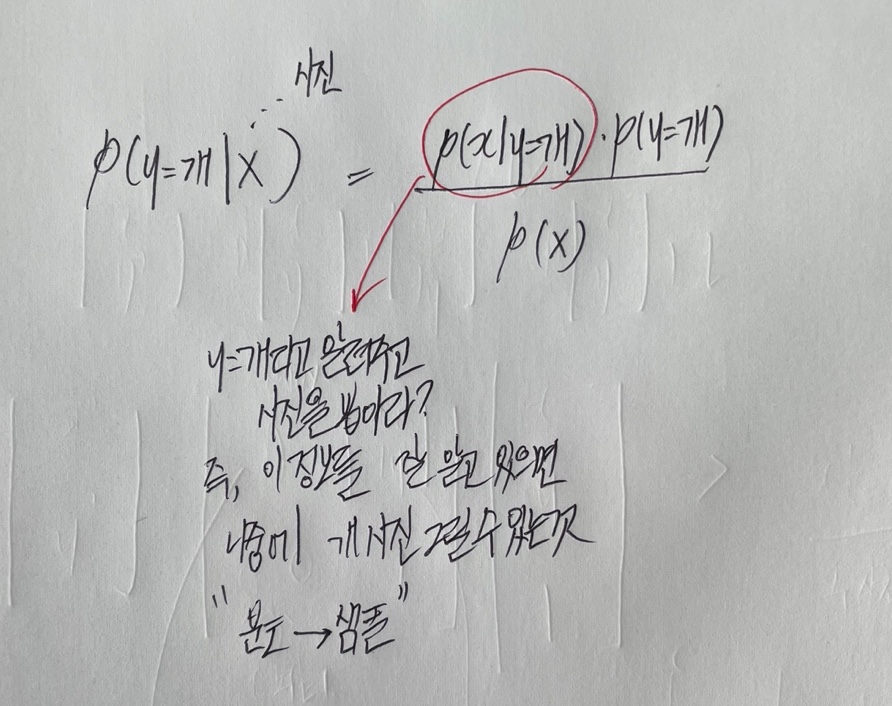 사진
p(y=개|x) = p(x|y=개)·p(y=개)
p(x)
y=개라고 알려주고
사진을 뽑아라?
즉, 이 정보를 잘 알고 있으면
나중에 개 사진 그릴 수 있는 것
"분포→샘플"